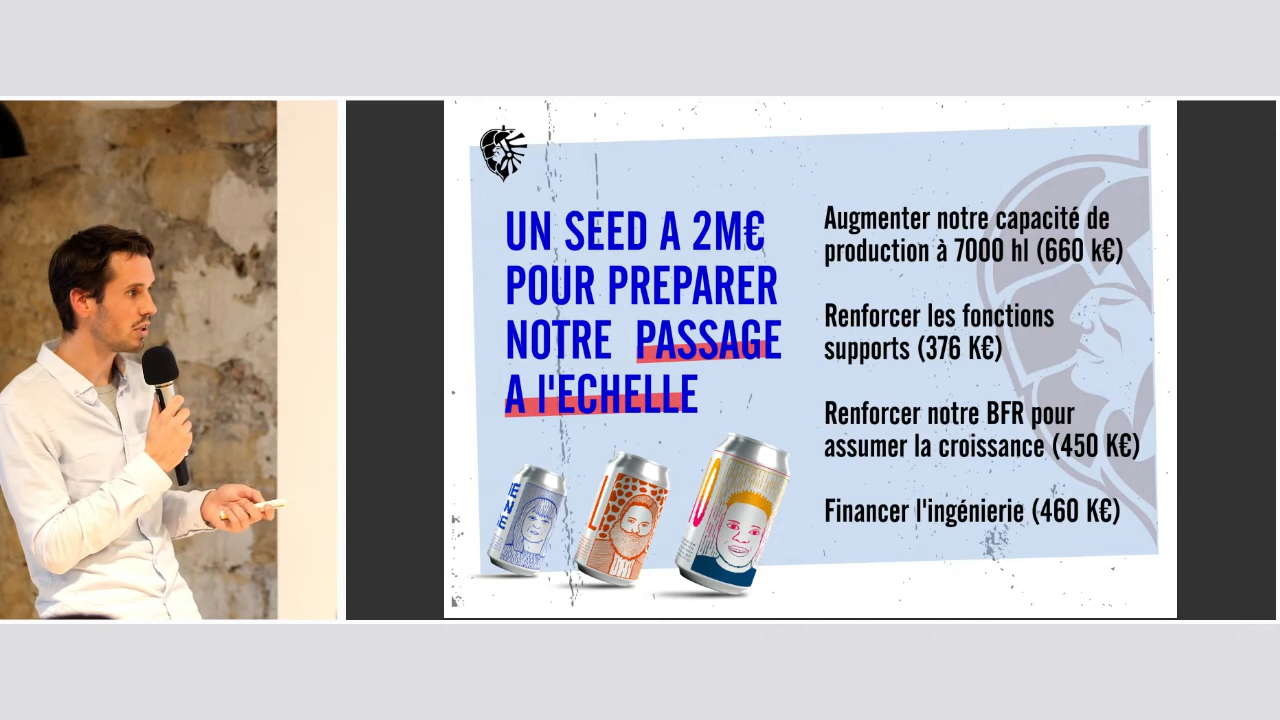 UN SEED A 2M€
POUR PREPARER
NOTRE PASSAGE
A l'ECHELLE
Augmenter notre capacité de
production à 7000 hl (660 k€)
Renforcer les fonctions
supports (376 K€)
Renforcer notre BFR pour
assumer la croissance (450 K€)
Financer l'ingénierie (460 K€)